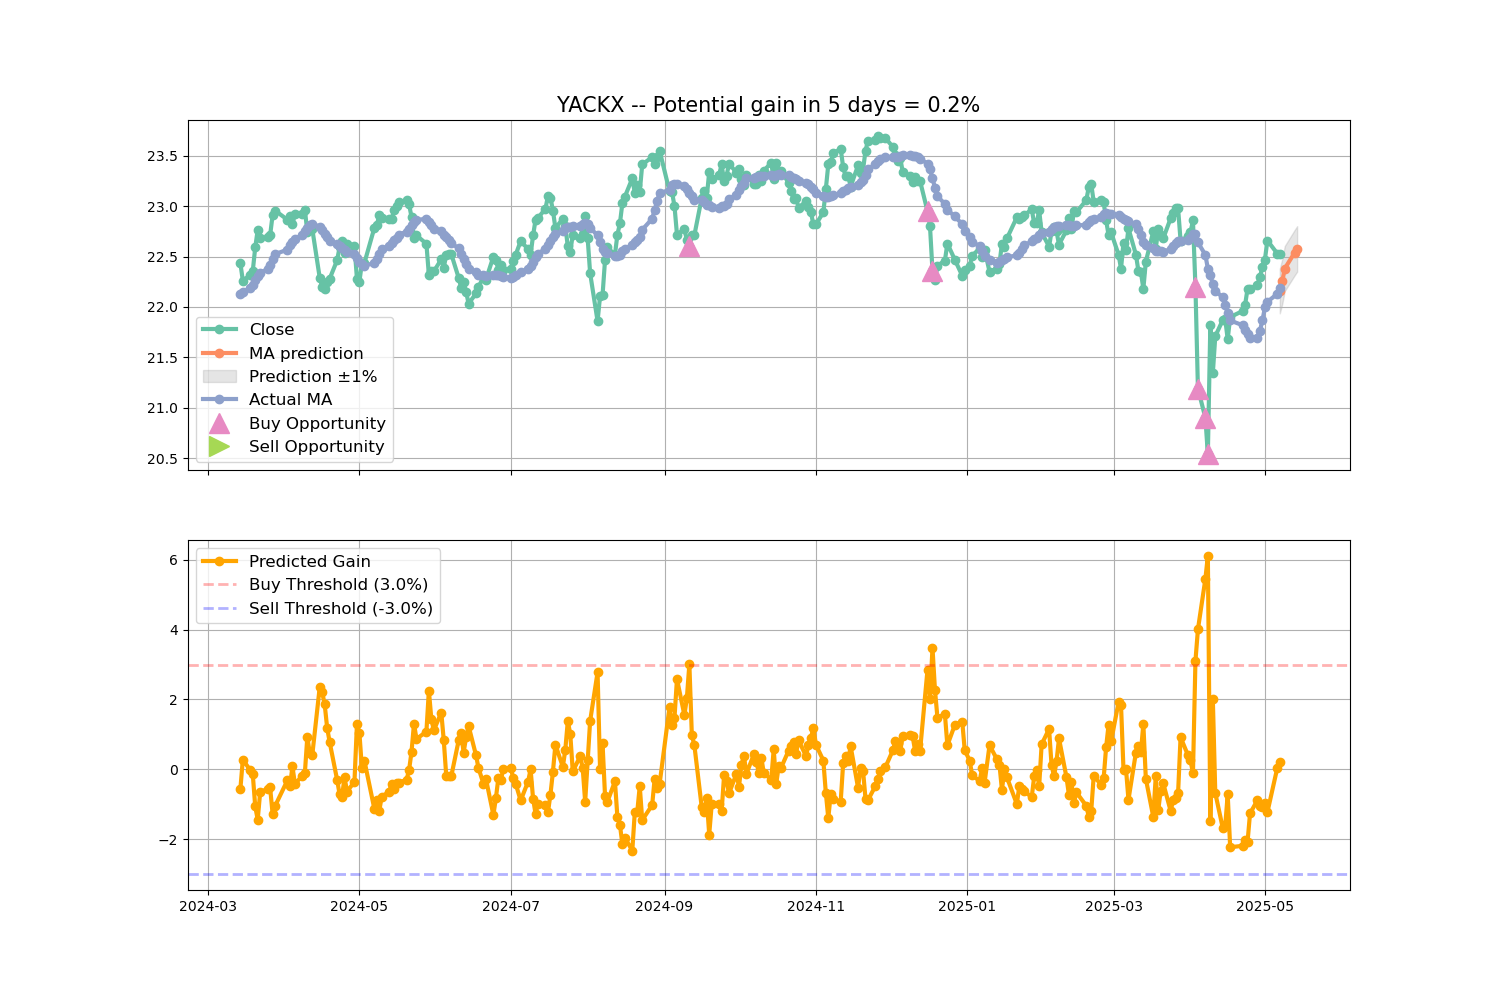 YACKX -- Potential gain in 5 days = 0.2%
23.5
23.0
22.5
22.0
21.5
21.0
20.5
Close
MA prediction
Prediction ±1%
Actual MA
Buy Opportunity
Sell Opportunity
6
4
2
0
−2
Predicted Gain
Buy Threshold (3.0%)
Sell Threshold (-3.0%)
2024-03 2024-05 2024-07 2024-09 2024-11 2025-01 2025-03 2025-05